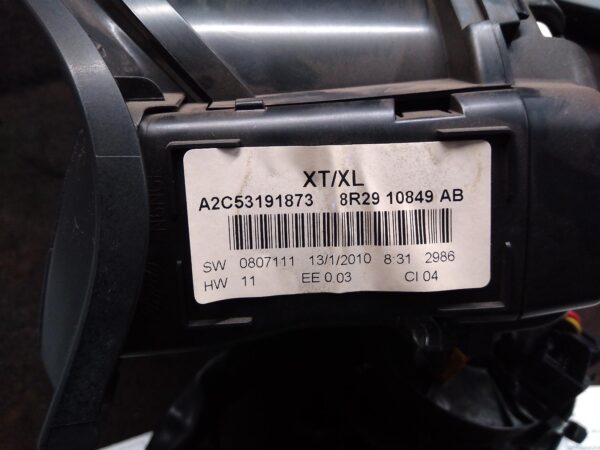 XT/XL
A2C53191873 8R29 10849 AB
SW 0807111 13/1/2010 8:31 2986
HW 11 EE 0.03 CI 04